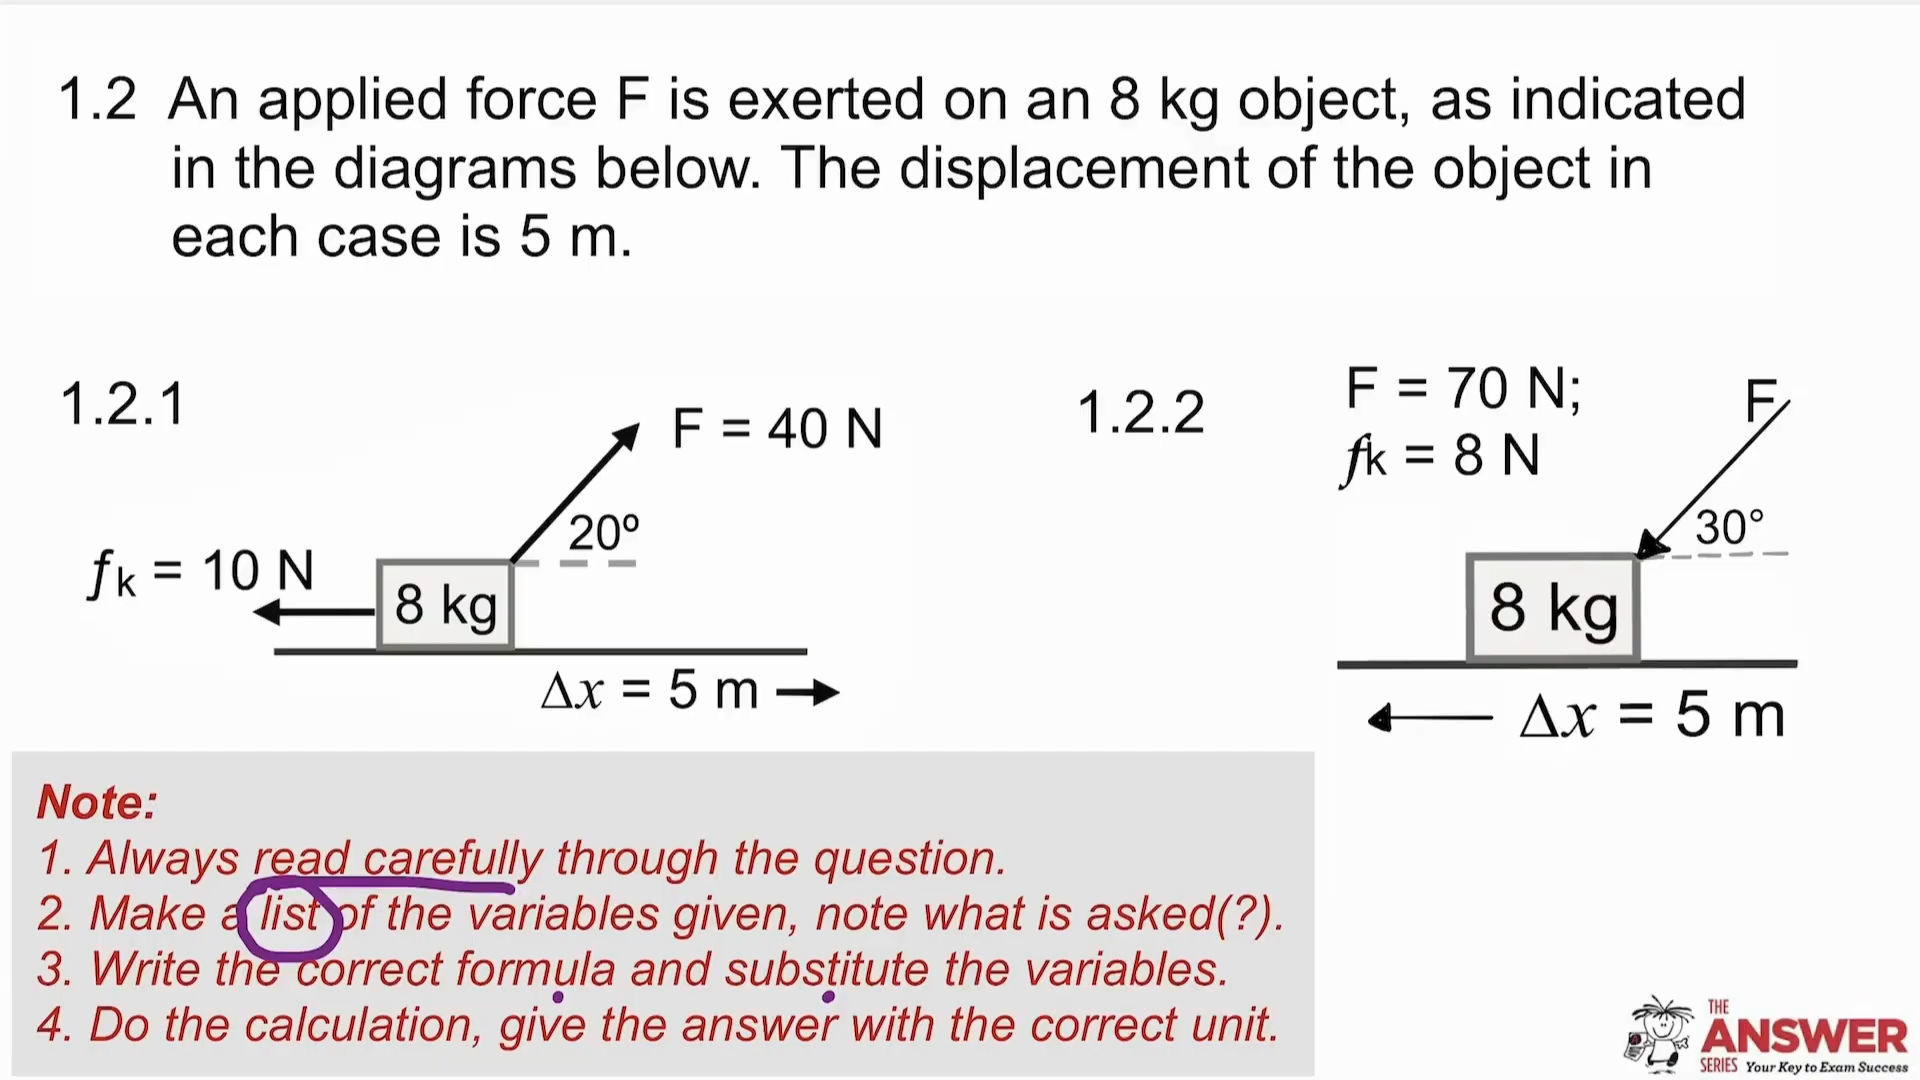 1.2 An applied force F is exerted on an 8 kg object, as indicated
in the diagrams below. The displacement of the object in
each case is 5 m.
1.2.1
F = 40 N
20º
fk = 10 N
8 kg
Δx = 5 m
1.2.2
F = 70 N;
fk = 8 N
F
30°
8 kg
Δx = 5 m
Note:
1. Always read carefully through the question.
2. Make a list of the variables given, note what is asked(?).
3. Write the correct formula and substitute the variables.
4. Do the calculation, give the answer with the correct unit.
THE
ANSWER
SERIES Your Key to Exam Success